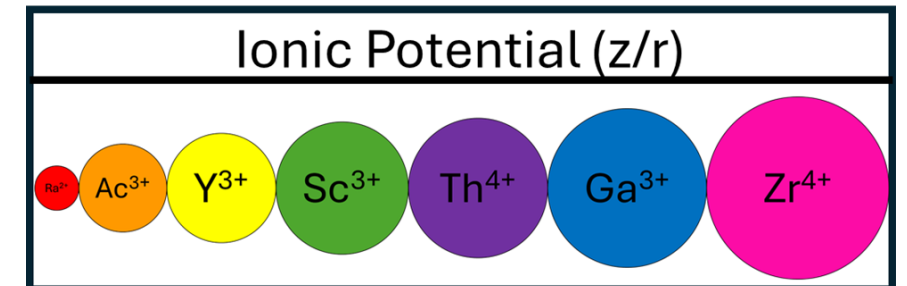 Ionic Potential (z/r)
Ra²⁺ Ac³⁺ Y³⁺ Sc³⁺ Th⁴⁺ Ga³⁺ Zr⁴⁺